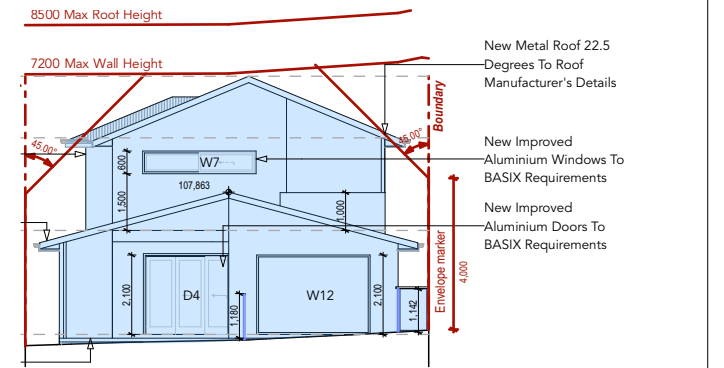 8500 Max Roof Height
7200 Max Wall Height
New Metal Roof 22.5
Degrees To Roof
Manufacturer's Details
Boundary
45.00°
45.00°
New Improved
Aluminium Windows To
BASIX Requirements
600
W7
107,863
1,500
1,000
New Improved
Aluminium Doors To
BASIX Requirements
Envelope marker
4,000
2,100
D4
1,180
W12
2,100
1,142